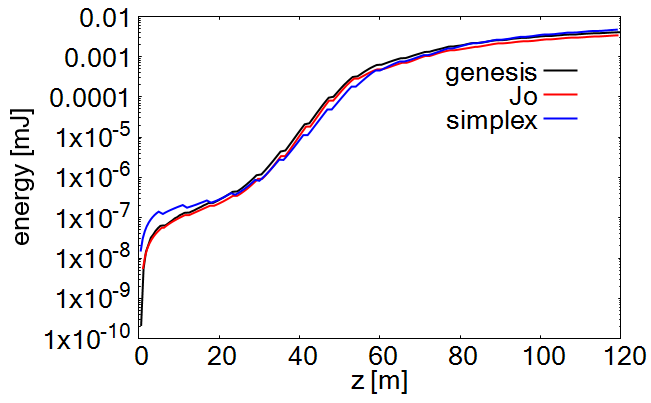 0.01
0.001
0.0001
1x10-5
1x10-6
1x10-7
1x10-8
1x10-9
1x10-10
energy [mJ]
genesis
Jo
simplex
0 20 40 60 80 100 120
z [m]